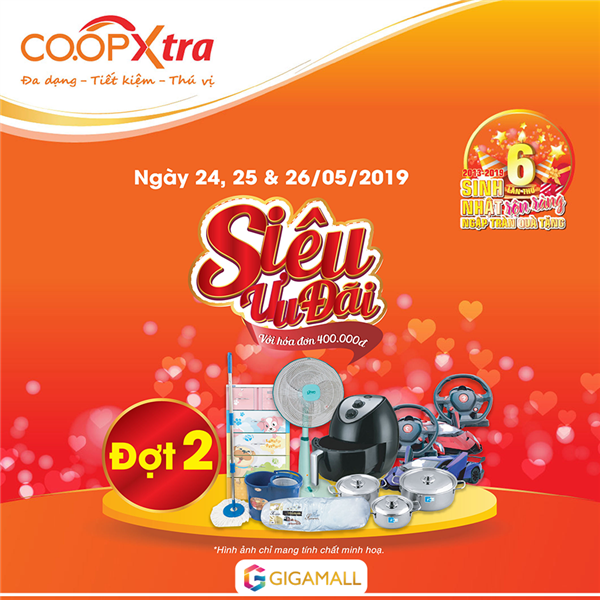 CO.OPXtra
Đa dạng – Tiết kiệm – Thú vị
2013-2019
6
LẦN THỨ
SINH
NHẬT rộn ràng
NGẬP TRÀN QUÀ TẶNG
Ngày 24, 25 & 26/05/2019
Siêu
Ưu Đãi
Với hóa đơn 400.000đ
Đợt 2
*Hình ảnh chỉ mang tính chất minh hoạ.
GIGAMALL